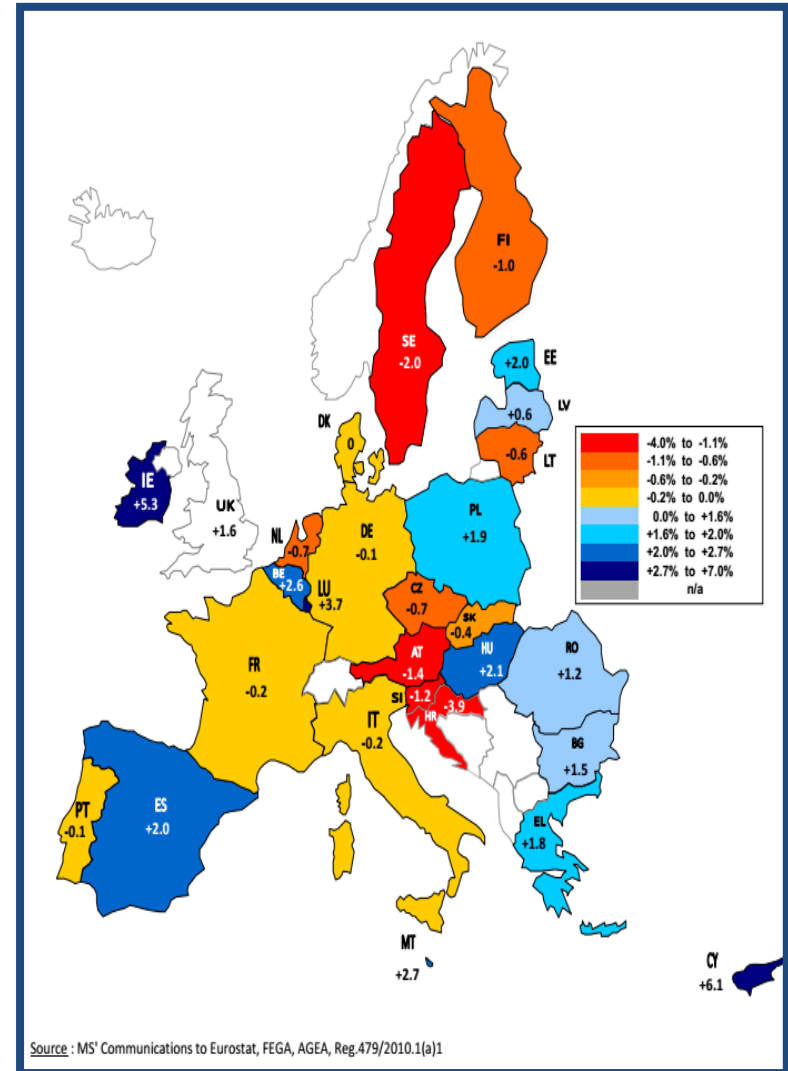 FI
-1.0
SE
-2.0
+2.0 EE
LV
+0.6
-0.6 LT
DK
0
-4.0% to -1.1%
-1.1% to -0.6%
-0.6% to -0.2%
-0.2% to 0.0%
0.0% to +1.6%
+1.6% to +2.0%
+2.0% to +2.7%
+2.7% to +7.0%
n/a
IE
+5.3
UK
+1.6
NL
-0.7
DE
-0.1
PL
+1.9
BE
+2.6
LU
+3.7
CZ
-0.7
SK
-0.4
AT
-1.4
HU
+2.1
RO
+1.2
FR
-0.2
SI -1.2
-3.9
HR
IT
-0.2
BG
+1.5
PT
-0.1
ES
+2.0
EL
+1.8
MT
+2.7
CY
+6.1
Source : MS' Communications to Eurostat, FEGA, AGEA, Reg.479/2010.1(a)1